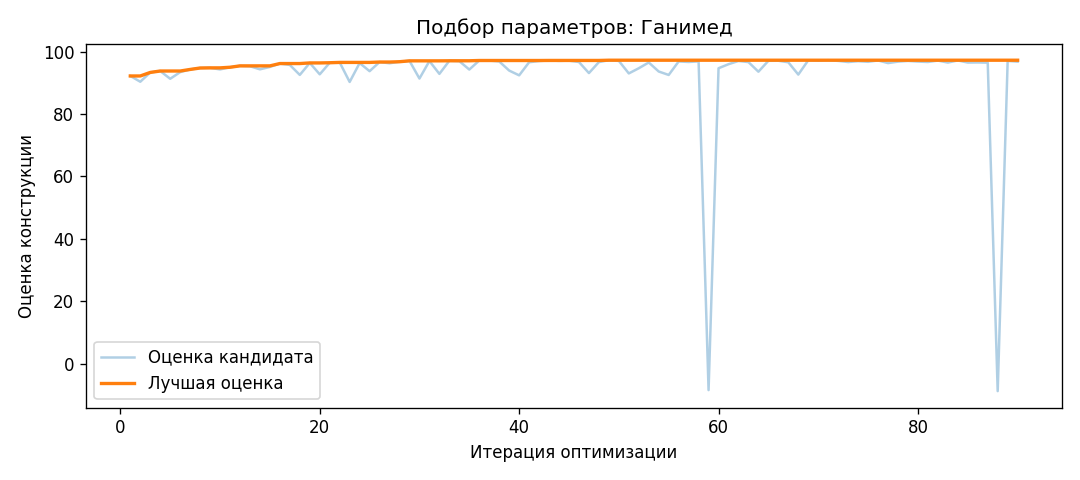 Подбор параметров: Ганимед
Оценка конструкции
100
80
60
40
20
0
Оценка кандидата
Лучшая оценка
0
20
40
60
80
Итерация оптимизации